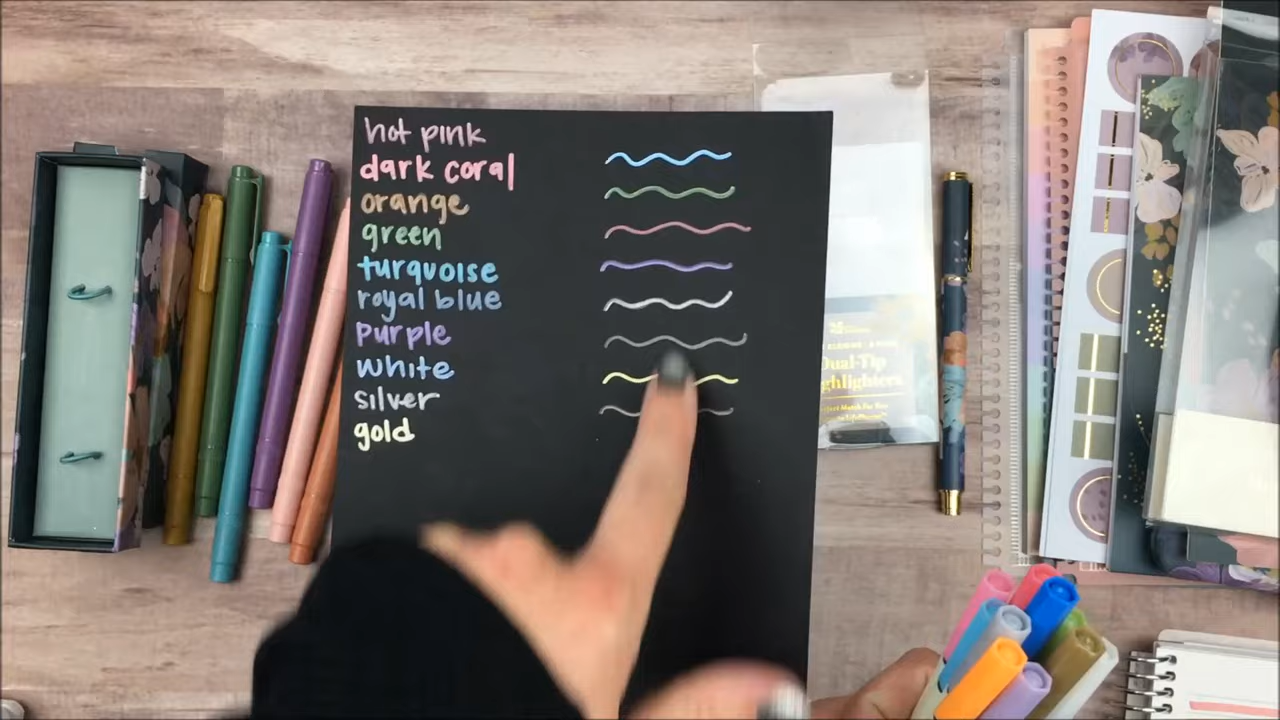 hot pink
dark coral
orange
green
turquoise
royal blue
purple
white
silver
gold
Dual-Tip
ghlighters